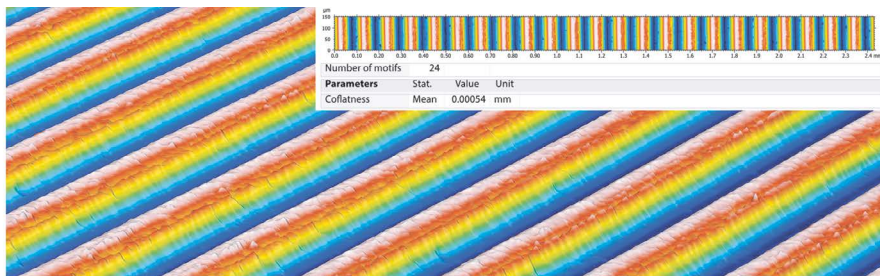 µm
150
100
50
0
0.0 0.10 0.20 0.30 0.40 0.50 0.60 0.70 0.80 0.90 1.0 1.1 1.2 1.3 1.4 1.5 1.6 1.7 1.8 1.9 2.0 2.1 2.2 2.3 2.4 mm
Number of motifs 24
Parameters Stat. Value Unit
Coflatness Mean 0.00054 mm